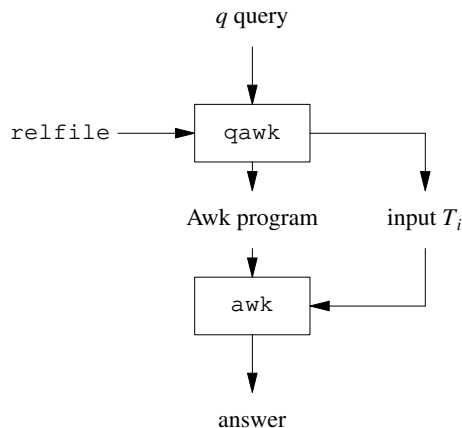 q query
relfile
qawk
Awk program
input Ti
awk
answer